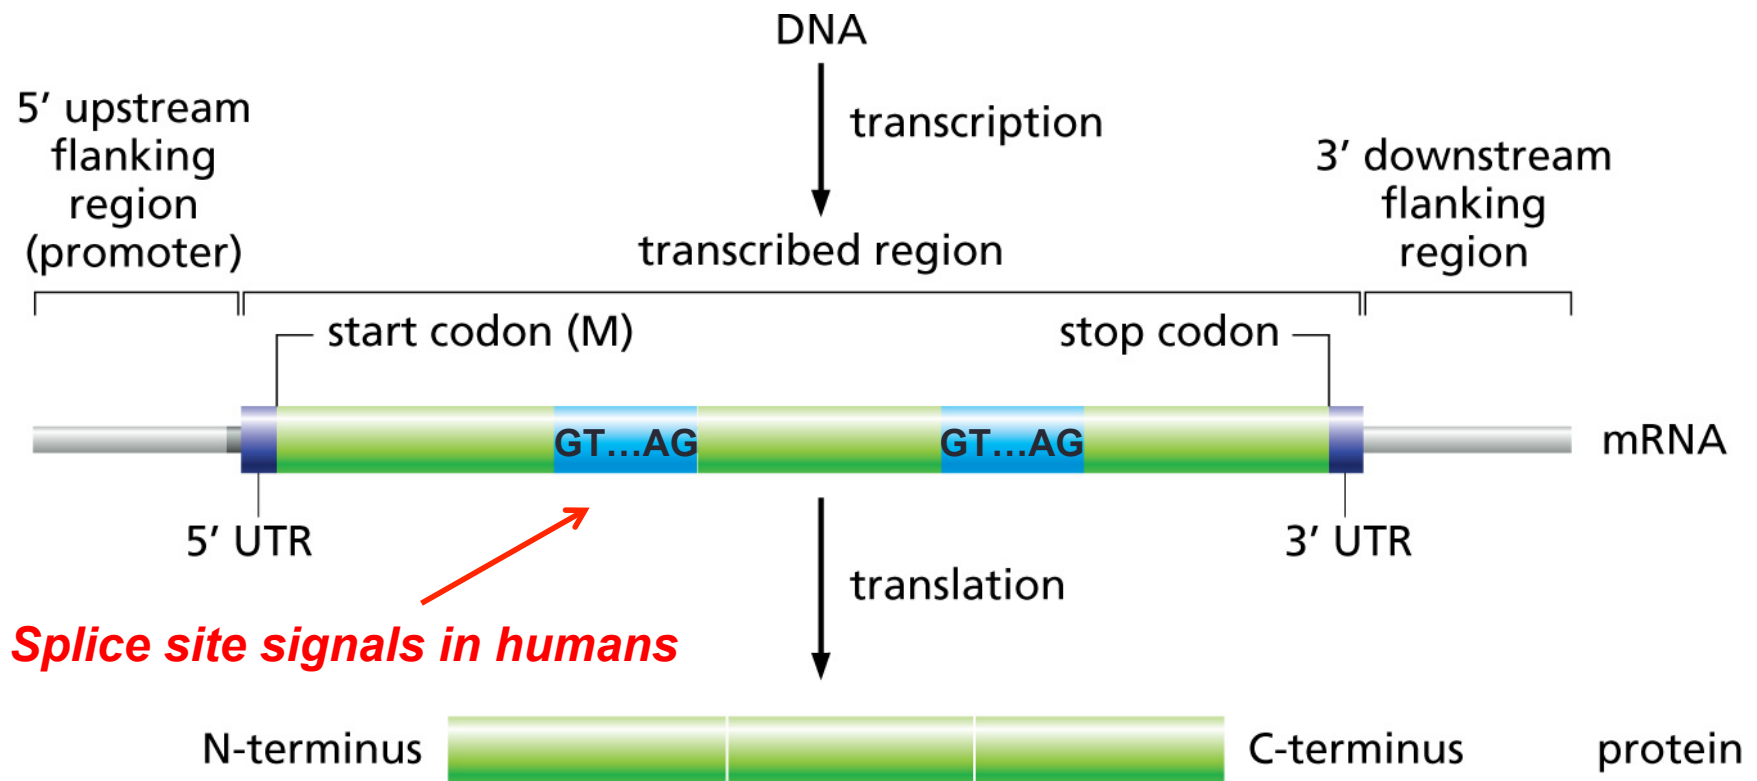 DNA
transcription
5’ upstream
flanking
region
(promoter)
3’ downstream
flanking
region
transcribed region
start codon (M)
stop codon
GT...AG
GT...AG
mRNA
5’ UTR
3’ UTR
translation
Splice site signals in humans
N-terminus
C-terminus
protein